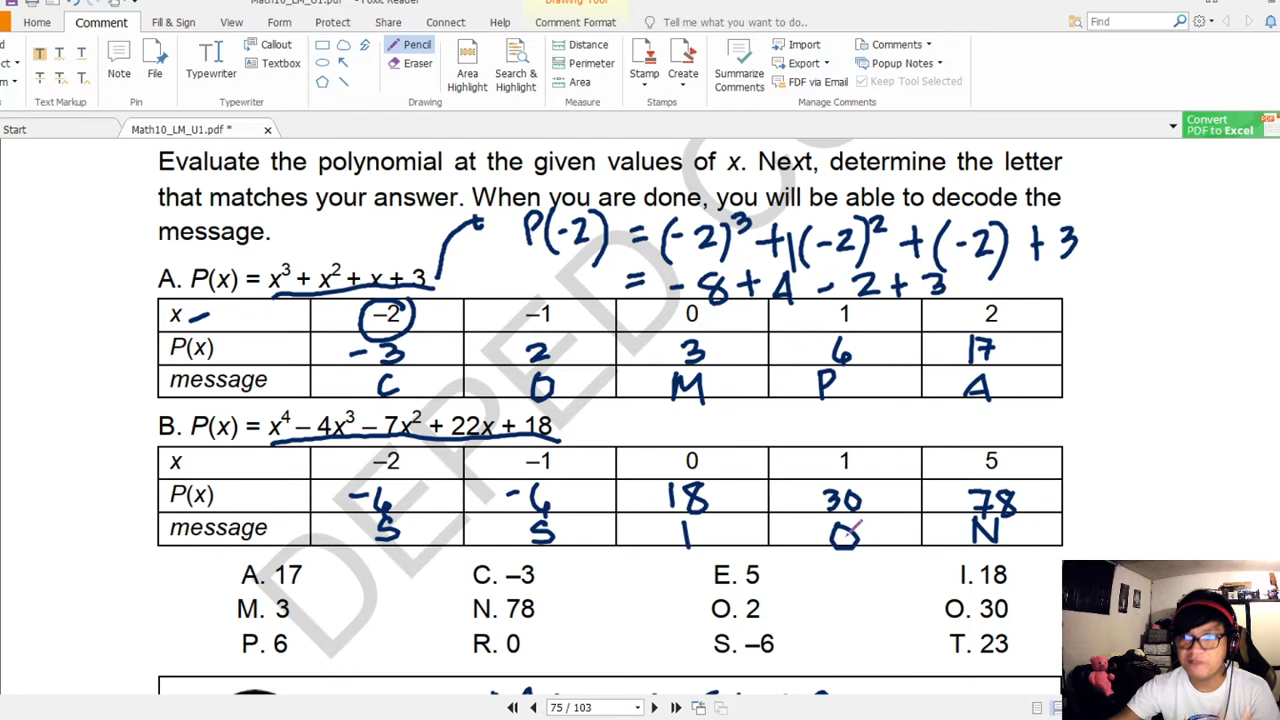 Math10_LM_U1.pdf * - Foxit Reader
Drawing Tool
Home Comment Fill & Sign View Form Protect Share Connect Help Comment Format Tell me what you want to do... Find
T T T
Note File
Typewriter
Callout
Textbox
Pencil
Eraser
Area Highlight
Search & Highlight
Distance
Perimeter
Area
Stamp Create
Summarize Comments
Import
Export
FDF via Email
Comments
Popup Notes
Keep Tool Selected
Text Markup Pin Typewriter Drawing Measure Stamps Manage Comments
Start Math10_LM_U1.pdf * x
Convert
PDF to Excel
Evaluate the polynomial at the given values of x. Next, determine the letter
that matches your answer. When you are done, you will be able to decode the
message.
P(-2) = (-2)³ + 1(-2)² + (-2) + 3
= -8 + 4 - 2 + 3
A. P(x) = x³ + x² + x + 3
x –2 –1 0 1 2
P(x) -3 2 3 6 17
message C O M P A
B. P(x) = x⁴ – 4x³ – 7x² + 22x + 18
x –2 –1 0 1 5
P(x) -6 -6 18 30 78
message S S I O N
A. 17 C. –3 E. 5 I. 18
M. 3 N. 78 O. 2 O. 30
P. 6 R. 0 S. –6 T. 23
75 / 103